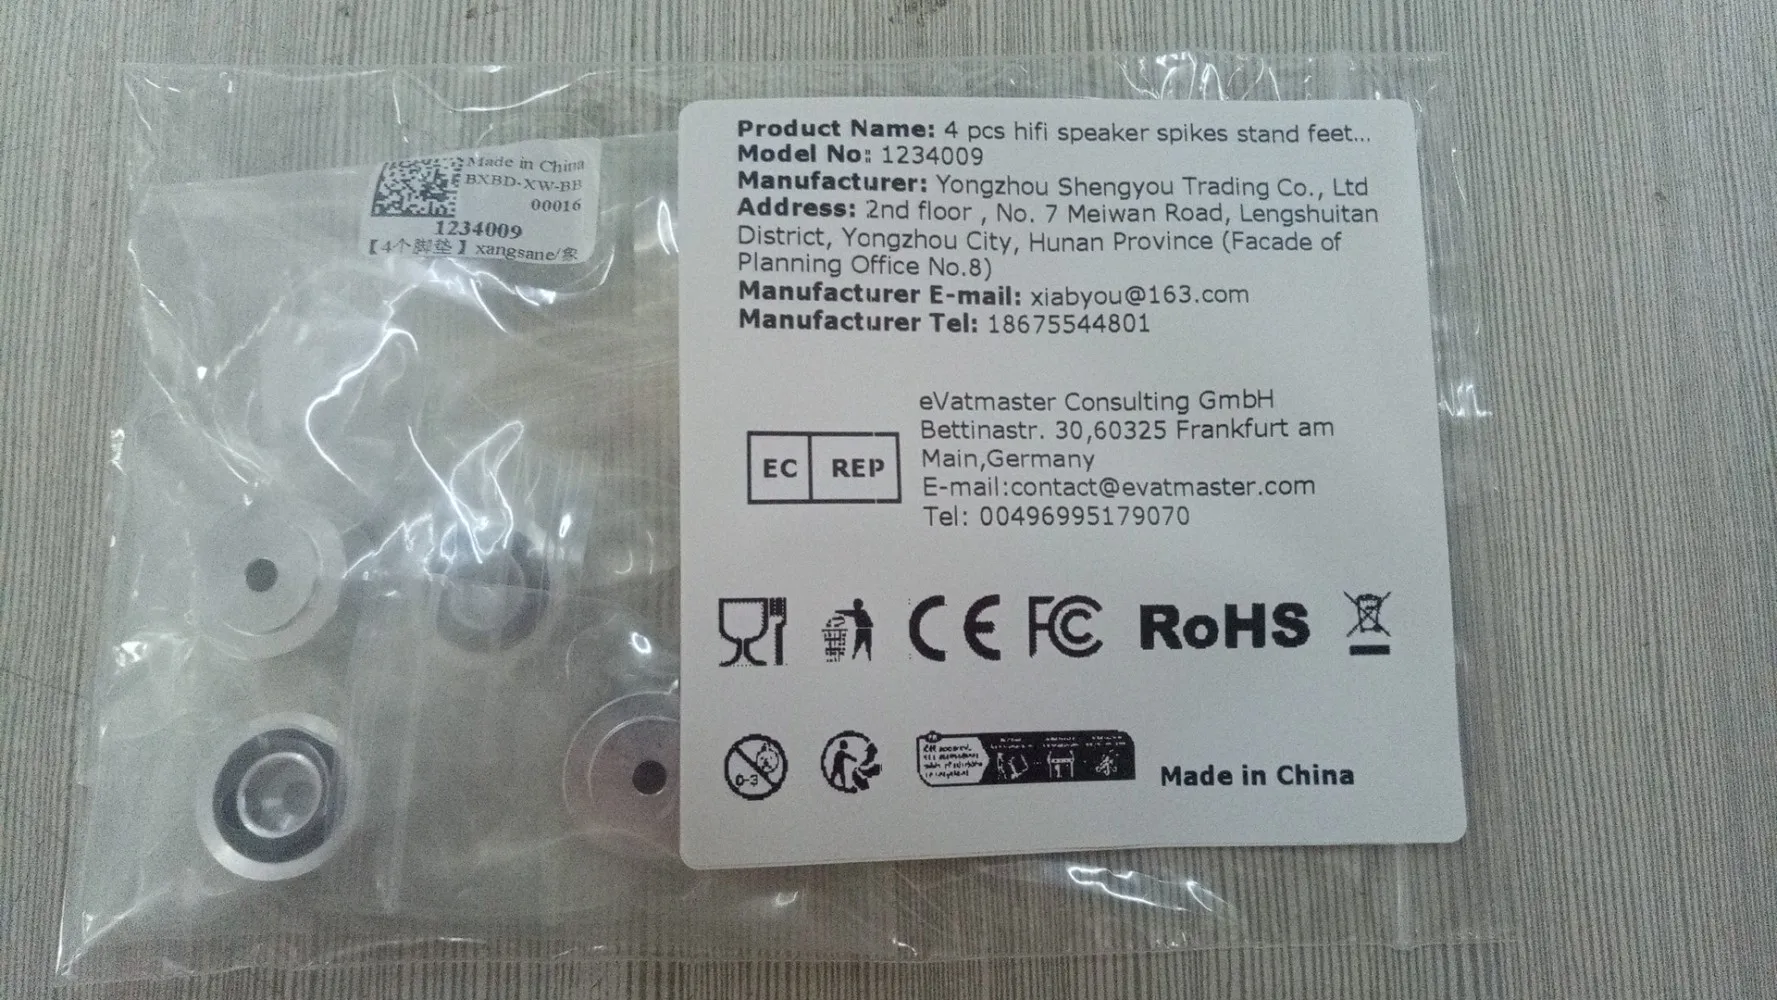 Made in China
BXBD-XW-BB
00016
1234009
【4个脚垫】xangsane/象
Product Name: 4 pcs hifi speaker spikes stand feet...
Model No: 1234009
Manufacturer: Yongzhou Shengyou Trading Co., Ltd
Address: 2nd floor , No. 7 Meiwan Road, Lengshuitan
District, Yongzhou City, Hunan Province (Facade of
Planning Office No.8)
Manufacturer E-mail: xiabyou@163.com
Manufacturer Tel: 18675544801
EC REP
eVatmaster Consulting GmbH
Bettinastr. 30,60325 Frankfurt am
Main,Germany
E-mail:contact@evatmaster.com
Tel: 00496995179070
CE FC RoHS
0-3
Made in China